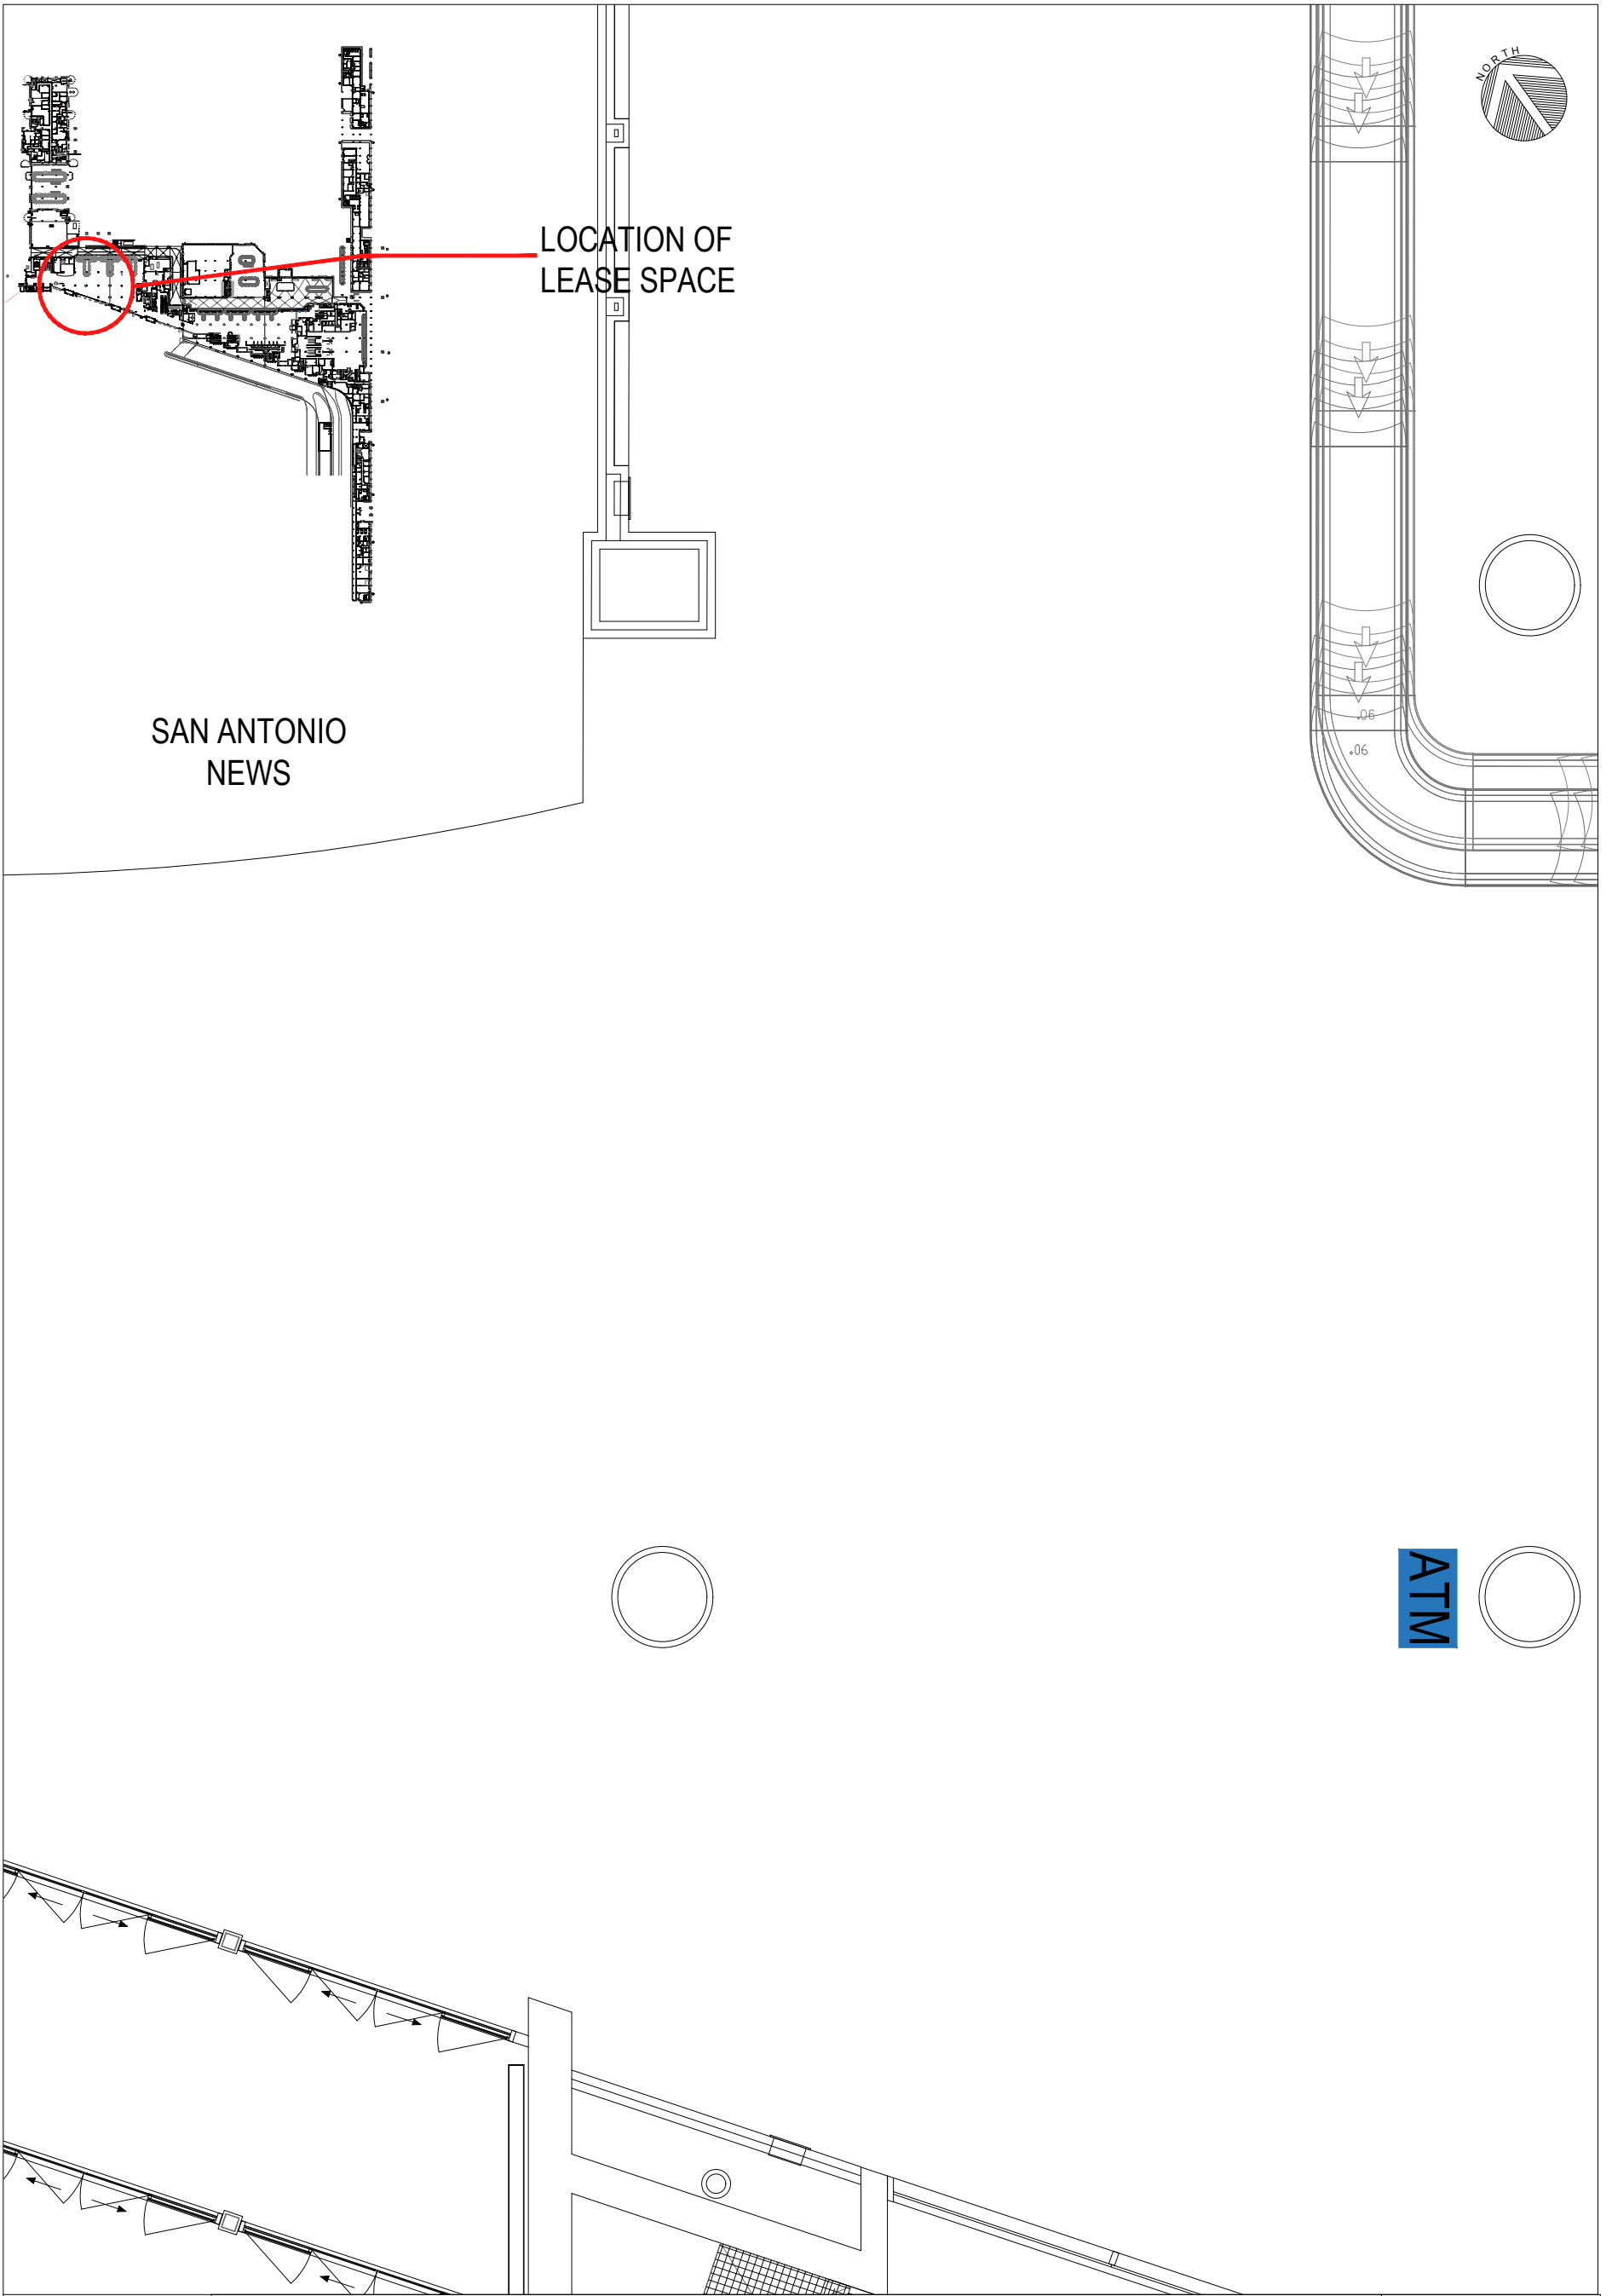 NORTH
LOCATION OF
LEASE SPACE
SAN ANTONIO
NEWS
.06
.06
ATM